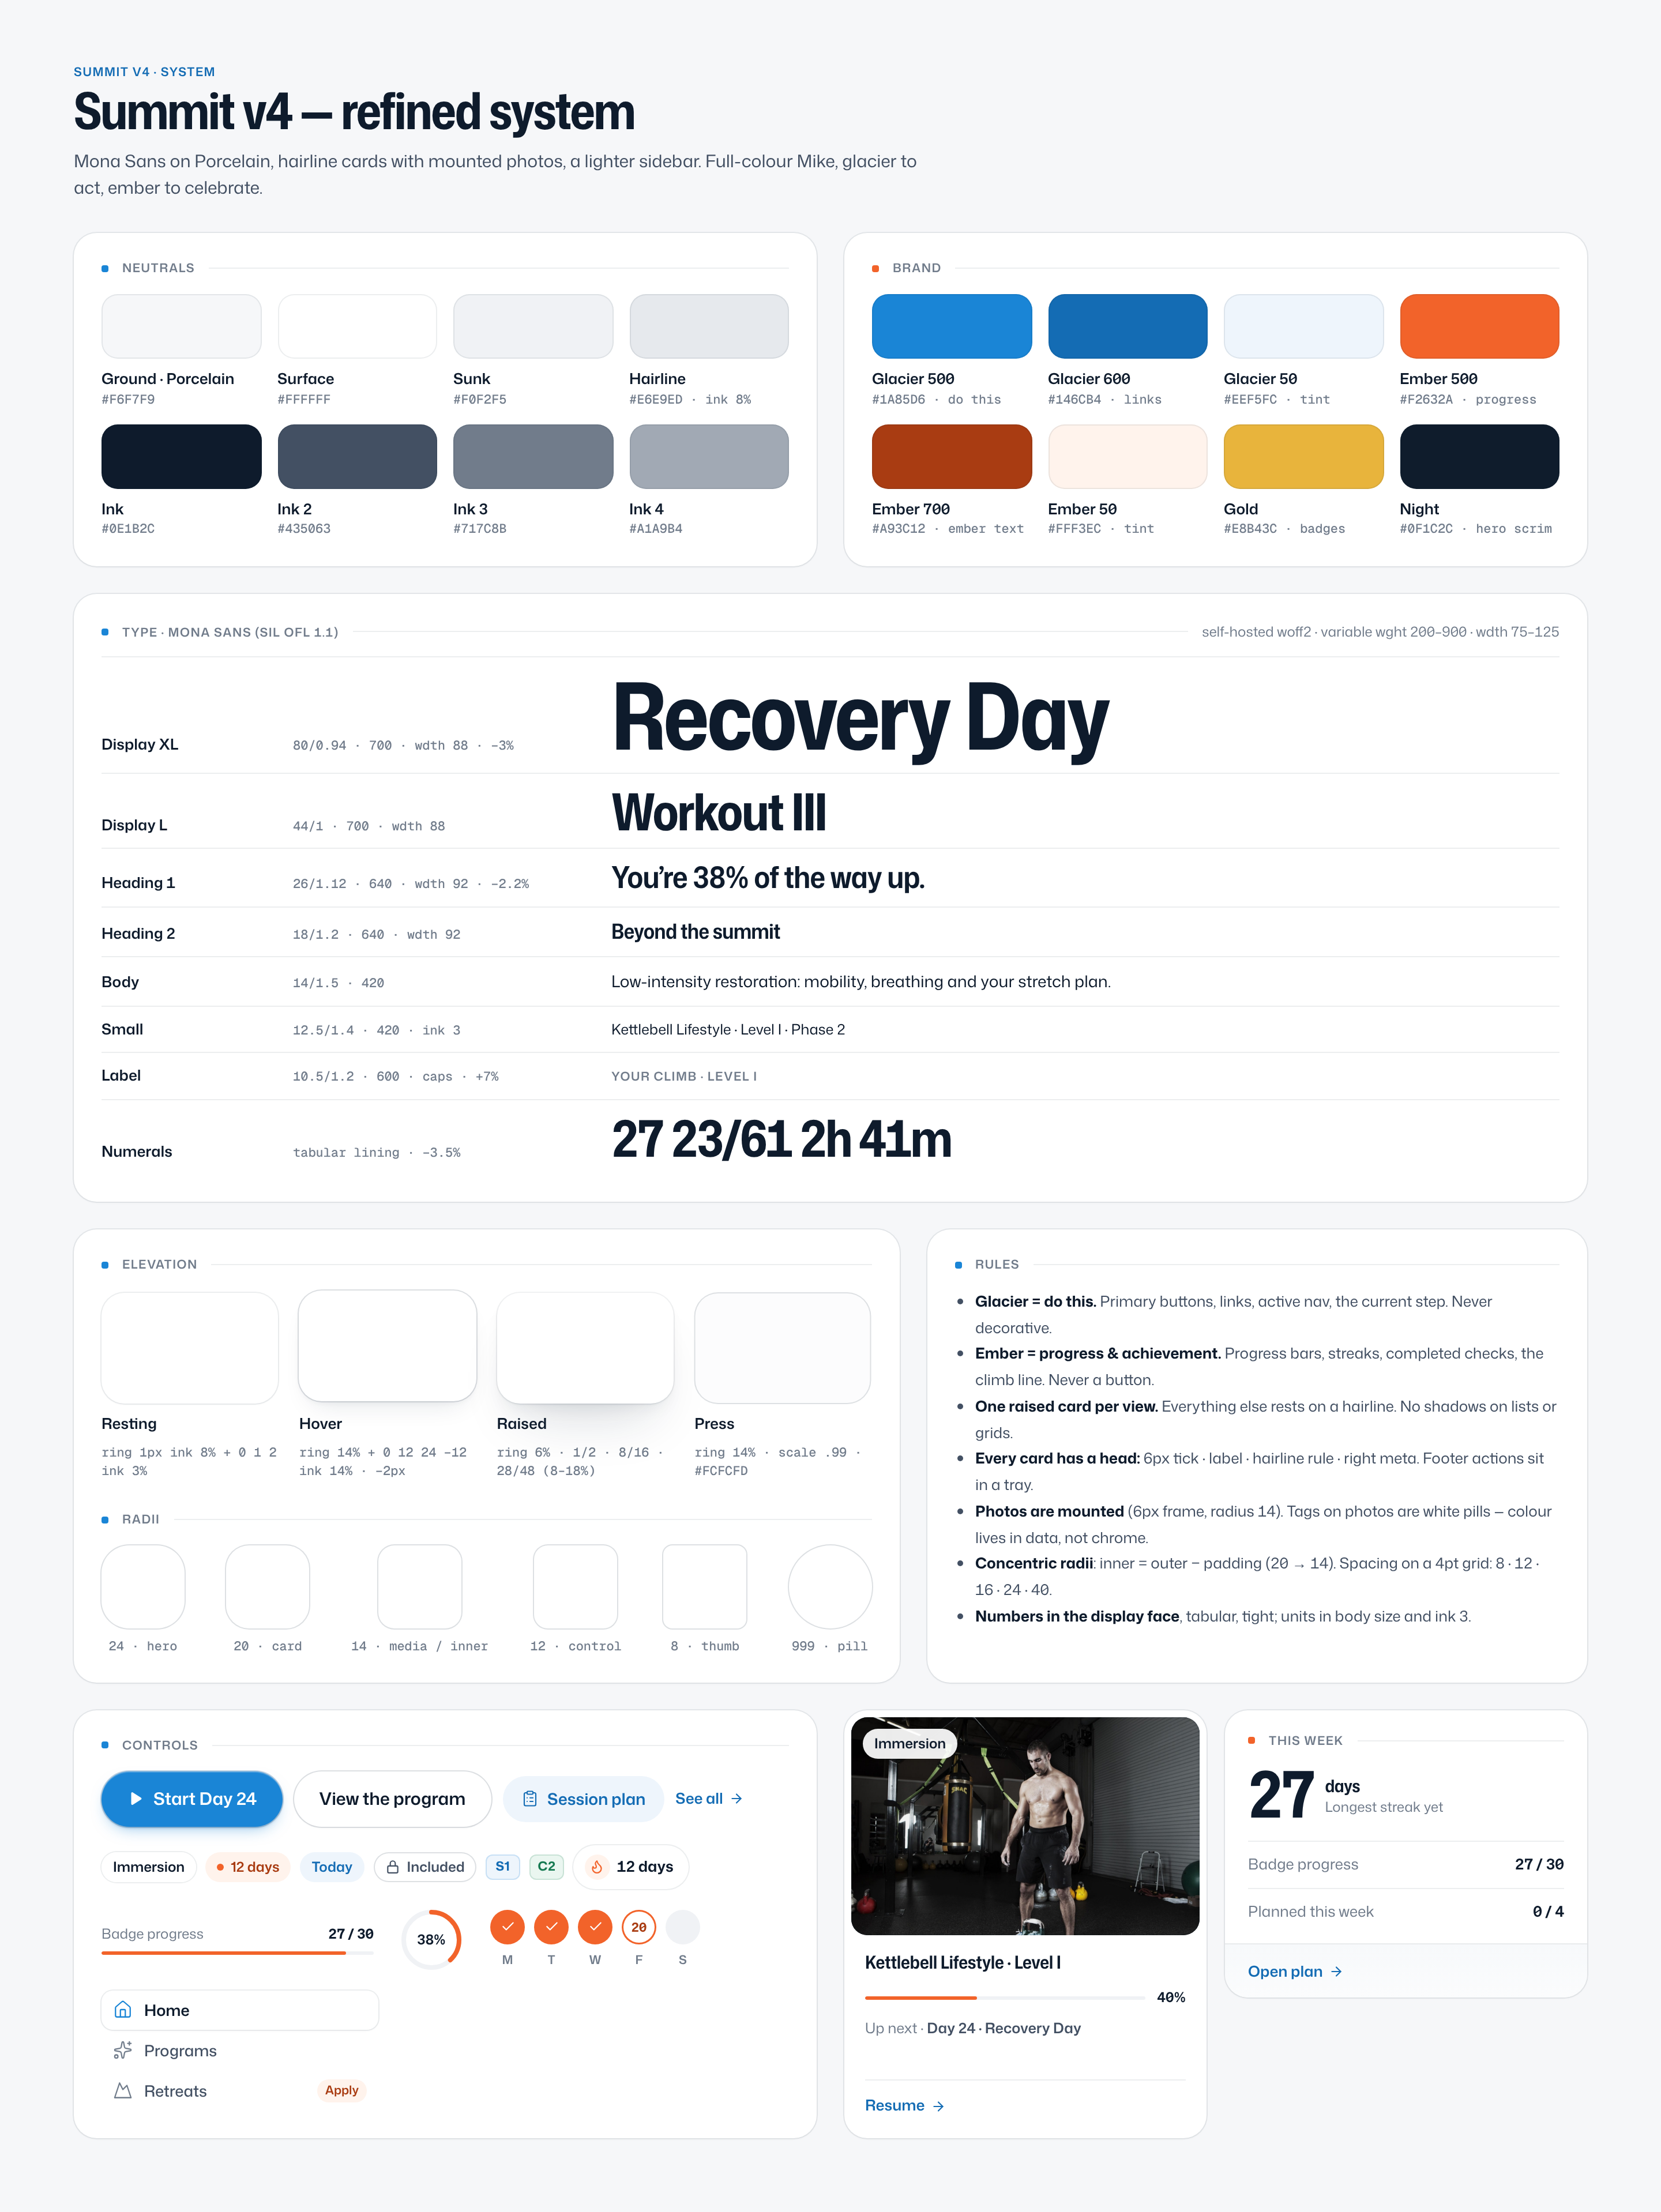 SUMMIT V4 · SYSTEM
Summit v4 — refined system
Mona Sans on Porcelain, hairline cards with mounted photos, a lighter sidebar. Full-colour Mike, glacier to
act, ember to celebrate.
NEUTRALS
Ground · Porcelain
#F6F7F9
Surface
#FFFFFF
Sunk
#F0F2F5
Hairline
#E6E9ED · ink 8%
Ink
#0E1B2C
Ink 2
#435063
Ink 3
#717C8B
Ink 4
#A1A9B4
BRAND
Glacier 500
#1A85D6 · do this
Glacier 600
#146CB4 · links
Glacier 50
#EEF5FC · tint
Ember 500
#F2632A · progress
Ember 700
#A93C12 · ember text
Ember 50
#FFF3EC · tint
Gold
#E8B43C · badges
Night
#0F1C2C · hero scrim
TYPE · MONA SANS (SIL OFL 1.1)
self-hosted woff2 · variable wght 200–900 · wdth 75–125
Display XL
80/0.94 · 700 · wdth 88 · −3%
Recovery Day
Display L
44/1 · 700 · wdth 88
Workout III
Heading 1
26/1.12 · 640 · wdth 92 · −2.2%
You’re 38% of the way up.
Heading 2
18/1.2 · 640 · wdth 92
Beyond the summit
Body
14/1.5 · 420
Low-intensity restoration: mobility, breathing and your stretch plan.
Small
12.5/1.4 · 420 · ink 3
Kettlebell Lifestyle · Level I · Phase 2
Label
10.5/1.2 · 600 · caps · +7%
YOUR CLIMB · LEVEL I
Numerals
tabular lining · −3.5%
27 23/61 2h 41m
ELEVATION
Resting
ring 1px ink 8% + 0 1 2
ink 3%
Hover
ring 14% + 0 12 24 −12
ink 14% · −2px
Raised
ring 6% · 1/2 · 8/16 ·
28/48 (8–18%)
Press
ring 14% · scale .99 ·
#FCFCFD
RADII
24 · hero
20 · card
14 · media / inner
12 · control
8 · thumb
999 · pill
RULES
• Glacier = do this. Primary buttons, links, active nav, the current step. Never
decorative.
• Ember = progress & achievement. Progress bars, streaks, completed checks, the
climb line. Never a button.
• One raised card per view. Everything else rests on a hairline. No shadows on lists or
grids.
• Every card has a head: 6px tick · label · hairline rule · right meta. Footer actions sit
in a tray.
• Photos are mounted (6px frame, radius 14). Tags on photos are white pills — colour
lives in data, not chrome.
• Concentric radii: inner = outer − padding (20 → 14). Spacing on a 4pt grid: 8 · 12 ·
16 · 24 · 40.
• Numbers in the display face, tabular, tight; units in body size and ink 3.
CONTROLS
Start Day 24
View the program
Session plan
See all →
Immersion
12 days
Today
Included
S1
C2
12 days
Badge progress
27 / 30
38%
20
M
T
W
F
S
Home
Programs
Retreats
Apply
Immersion
Kettlebell Lifestyle · Level I
40%
Up next · Day 24 · Recovery Day
Resume →
THIS WEEK
27
days
Longest streak yet
Badge progress
27 / 30
Planned this week
0 / 4
Open plan →